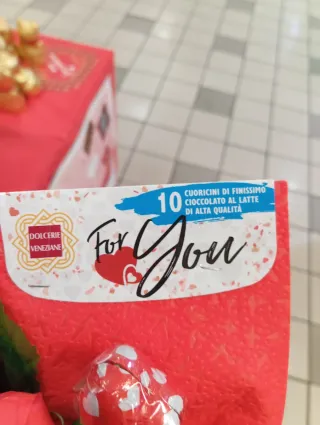 10 CUORICINI DI FINISSIMO
CIOCCOLATO AL LATTE
DI ALTA QUALITÀ
DOLCERIE
VENEZIANE
For You